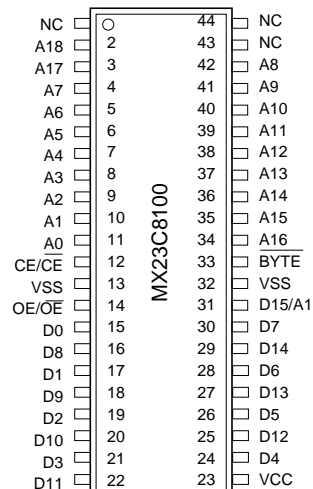 NC 44 NC
A18 2 43 NC
A17 3 42 A8
A7 4 41 A9
A6 5 40 A10
A5 6 39 A11
A4 7 38 A12
A3 8 37 A13
A2 9 36 A14
A1 10 35 A15
A0 11 34 A16
CE/CE 12 33 BYTE
VSS 13 32 VSS
OE/OE 14 31 D15/A1
D0 15 30 D7
D8 16 29 D14
D1 17 28 D6
D9 18 27 D13
D2 19 26 D5
D10 20 25 D12
D3 21 24 D4
D11 22 23 VCC
MX23C8100